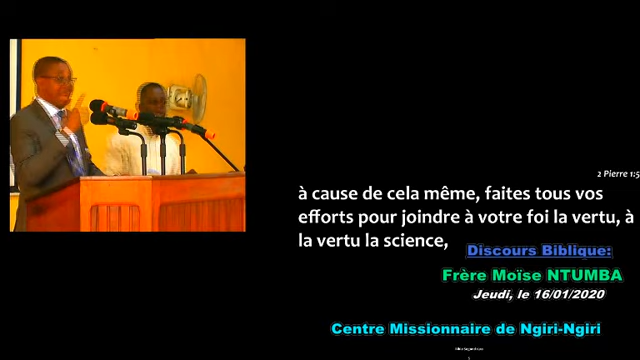 2 Pierre 1:5
à cause de cela même, faites tous vos
efforts pour joindre à votre foi la vertu, à
la vertu la science,
Discours Biblique:
Frère Moïse NTUMBA
Jeudi, le 16/01/2020
Centre Missionnaire de Ngiri-Ngiri